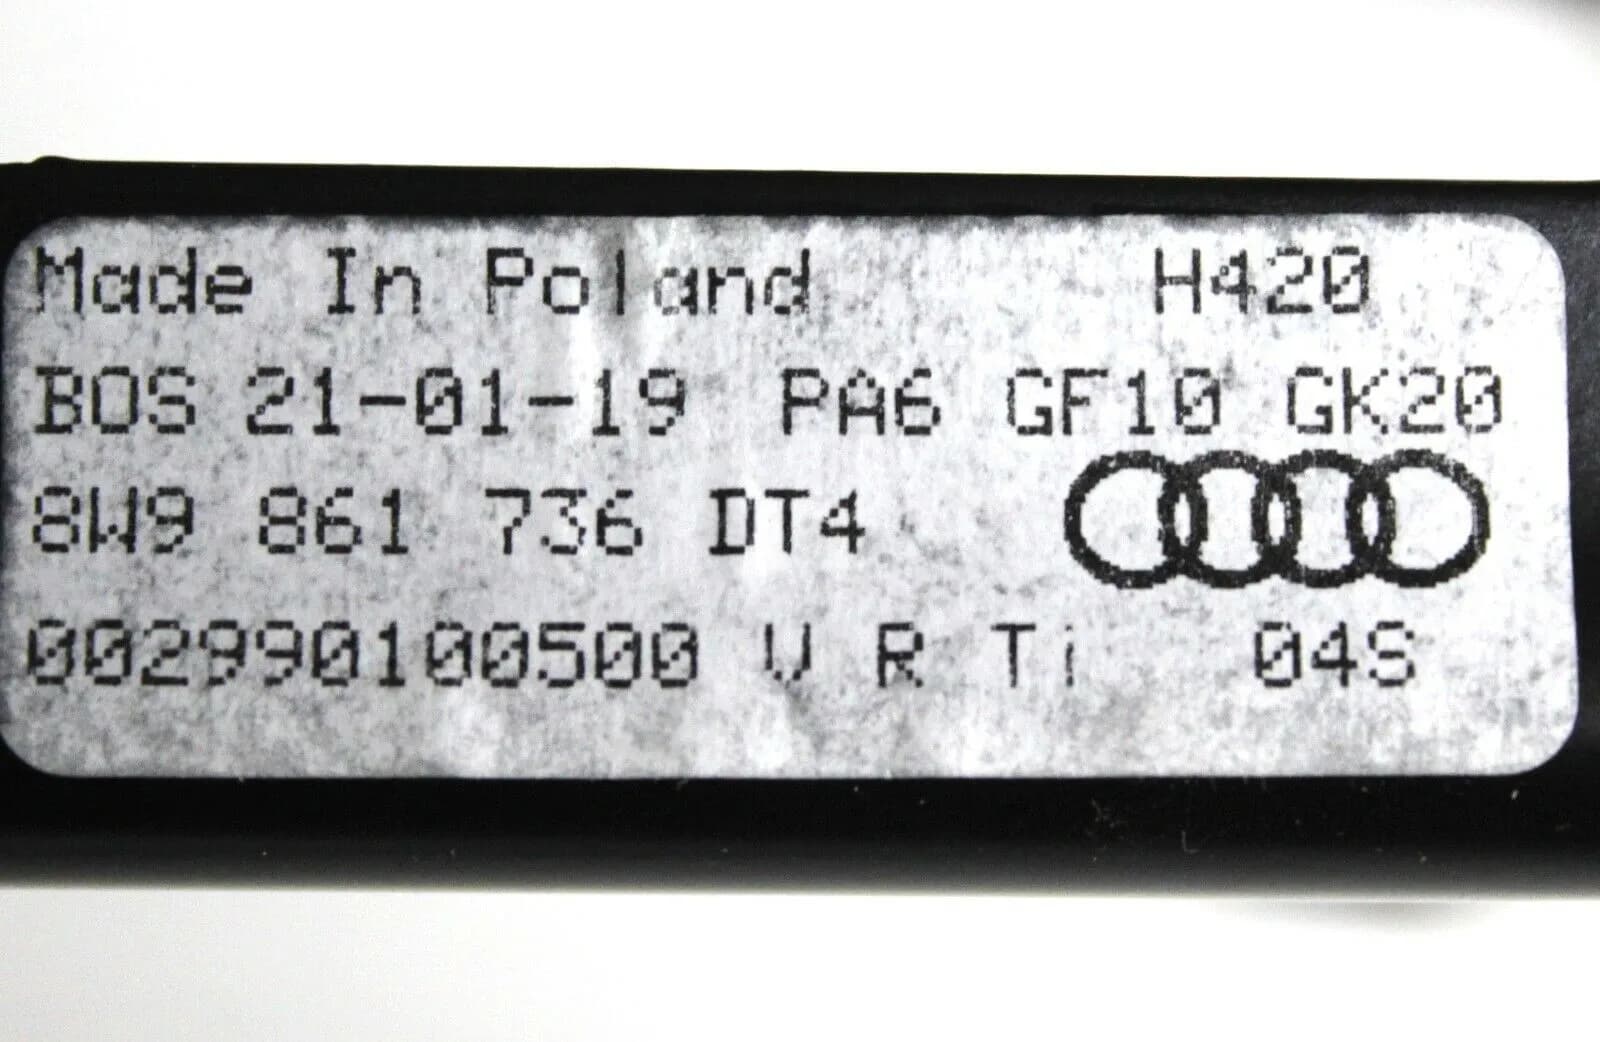 Made In Poland H420
BOS 21-01-19 PA6 GF10 GK20
8W9 861 736 DT4
002990100500 V R Ti 04S